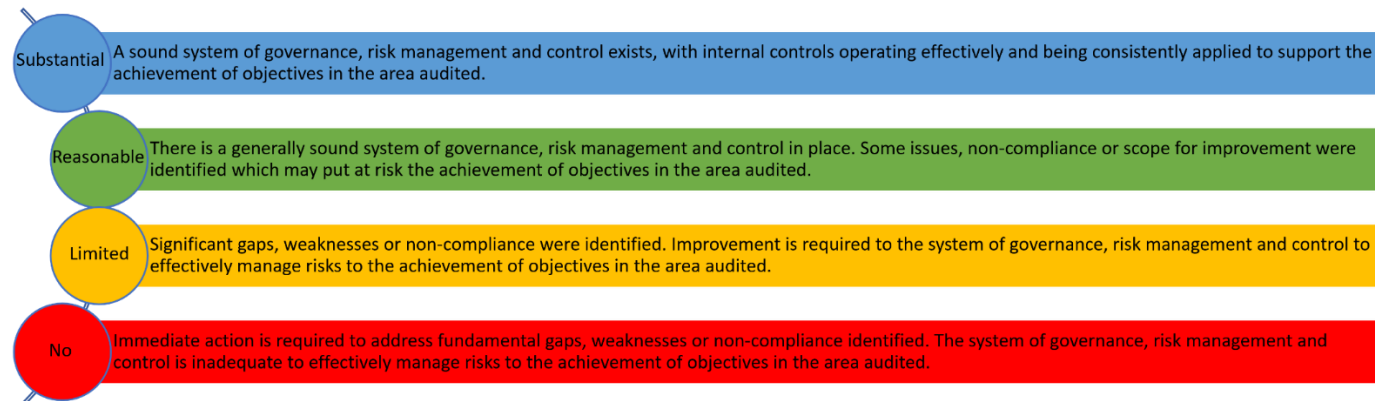 Substantial
A sound system of governance, risk management and control exists, with internal controls operating effectively and being consistently applied to support the
achievement of objectives in the area audited.
Reasonable
There is a generally sound system of governance, risk management and control in place. Some issues, non-compliance or scope for improvement were
identified which may put at risk the achievement of objectives in the area audited.
Limited
Significant gaps, weaknesses or non-compliance were identified. Improvement is required to the system of governance, risk management and control to
effectively manage risks to the achievement of objectives in the area audited.
No
Immediate action is required to address fundamental gaps, weaknesses or non-compliance identified. The system of governance, risk management and
control is inadequate to effectively manage risks to the achievement of objectives in the area audited.